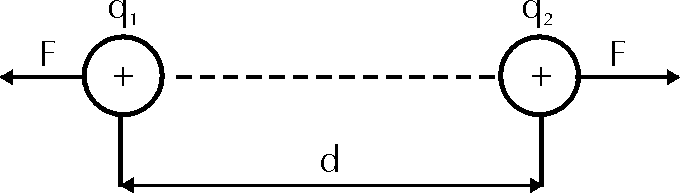 q₁ q₂
F + + F
d